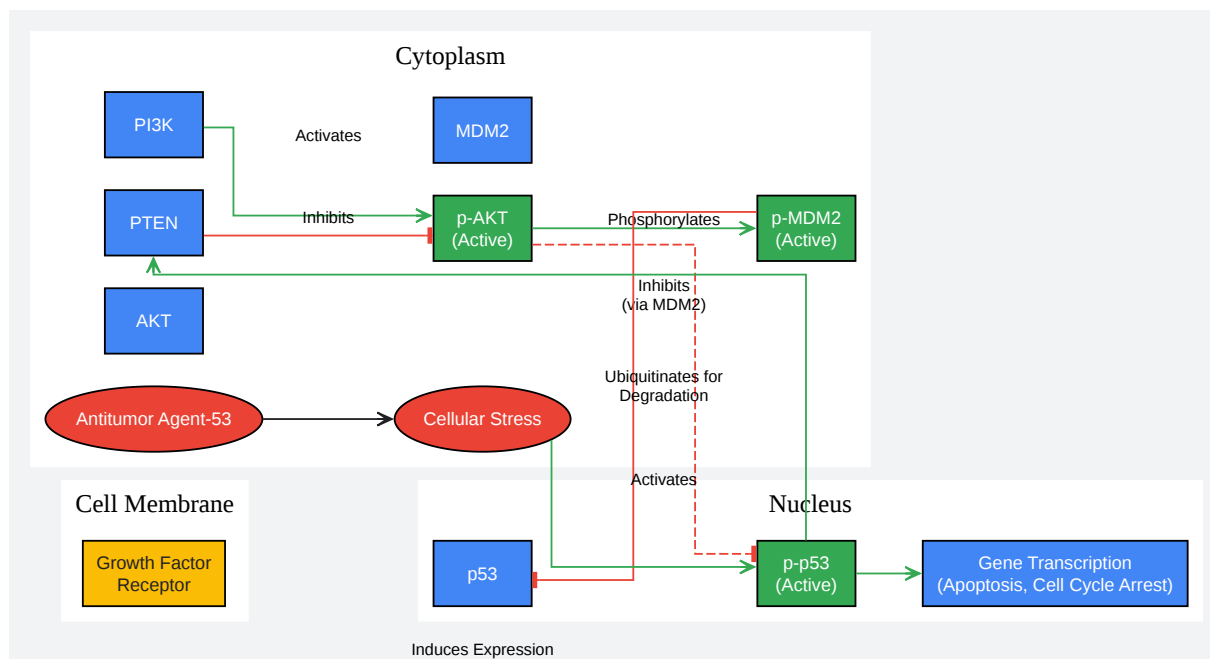 Cytoplasm
PI3K
Activates
MDM2
PTEN
Inhibits
p-AKT
(Active)
Phosphorylates
p-MDM2
(Active)
Inhibits
(via MDM2)
AKT
Ubiquitinates for
Degradation
Antitumor Agent-53
Cellular Stress
Activates
Cell Membrane
Nucleus
Growth Factor
Receptor
p53
p-p53
(Active)
Gene Transcription
(Apoptosis, Cell Cycle Arrest)
Induces Expression